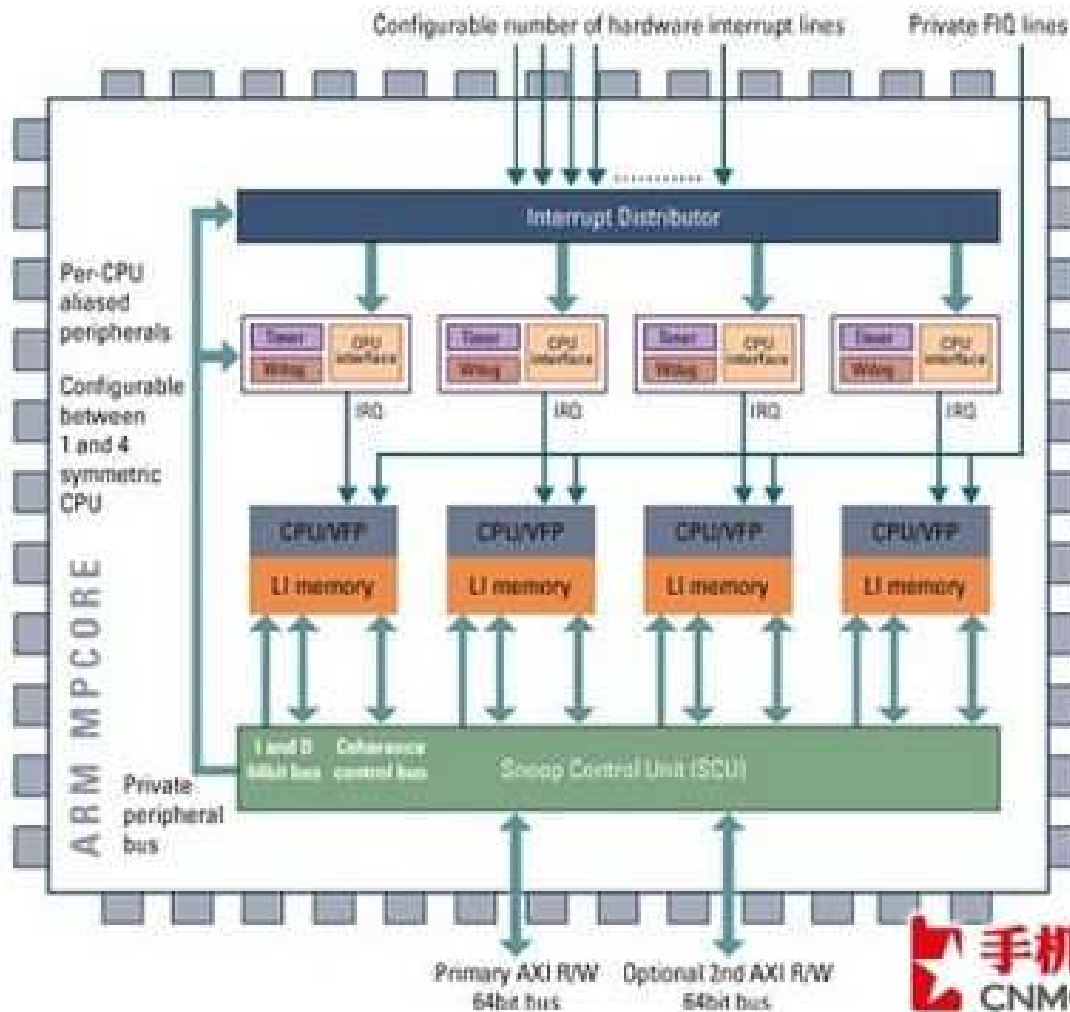 Configurable number of hardware interrupt lines
Private FIQ lines
Interrupt Distributor
Per-CPU
aliased
peripherals
Configurable
between
1 and 4
symmetric
CPU
Timer
Wdog
CPU
interface
Timer
Wdog
CPU
interface
Timer
Wdog
CPU
interface
Timer
Wdog
CPU
interface
IRQ
IRQ
IRQ
IRQ
CPU/VFP
LI memory
CPU/VFP
LI memory
CPU/VFP
LI memory
CPU/VFP
LI memory
ARM MPCORE
I and D
64bit bus
Coherence
control bus
Snoop Control Unit (SCU)
Private
peripheral
bus
Primary AXI R/W
64bit bus
Optional 2nd AXI R/W
64bit bus
手机
CNM